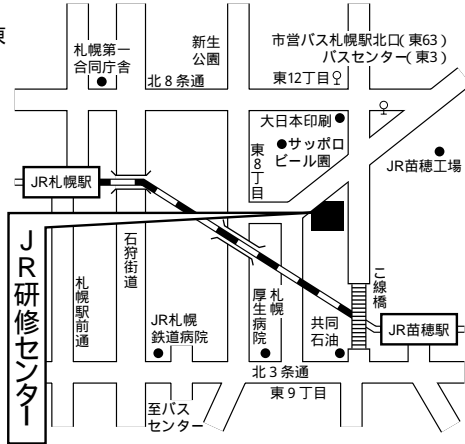 東
札幌第一
合同庁舎
新生
公園
市営バス札幌駅北口(東63)
バスセンター(東3)
東12丁目
北8条通
大日本印刷
サッポロ
ビール園
東8丁目
JR苗穂工場
JR札幌駅
JR研修センター
札幌駅前通
石狩街道
こ線橋
JR札幌
鉄道病院
札幌
厚生病院
共同
石油
JR苗穂駅
北3条通
東9丁目
至バス
センター